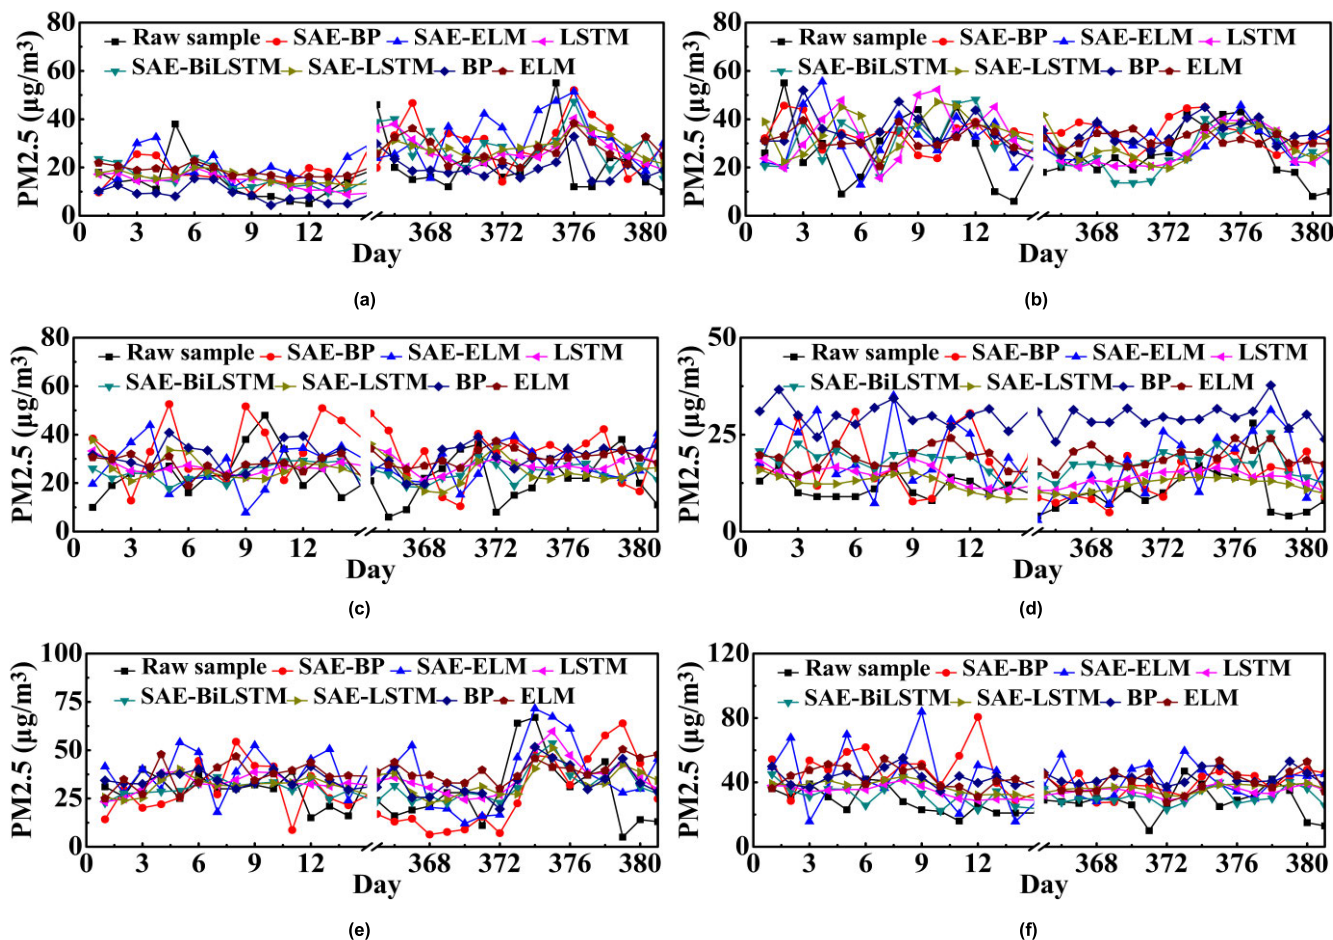 80
60
40
20
0
PM2.5 (μg/m3)
Raw sample SAE-BP SAE-ELM LSTM
SAE-BiLSTM SAE-LSTM BP ELM
0 3 6 9 12 368 372 376 380
Day
(a)
80
60
40
20
0
PM2.5 (μg/m3)
Raw sample SAE-BP SAE-ELM LSTM
SAE-BiLSTM SAE-LSTM BP ELM
0 3 6 9 12 368 372 376 380
Day
(b)
80
60
40
20
0
PM2.5 (μg/m3)
Raw sample SAE-BP SAE-ELM LSTM
SAE-BiLSTM SAE-LSTM BP ELM
0 3 6 9 12 368 372 376 380
Day
(c)
50
25
0
PM2.5 (μg/m3)
Raw sample SAE-BP SAE-ELM LSTM
SAE-BiLSTM SAE-LSTM BP ELM
0 3 6 9 12 368 372 376 380
Day
(d)
100
75
50
25
0
PM2.5 (μg/m3)
Raw sample SAE-BP SAE-ELM LSTM
SAE-BiLSTM SAE-LSTM BP ELM
0 3 6 9 12 368 372 376 380
Day
(e)
120
80
40
0
PM2.5 (μg/m3)
Raw sample SAE-BP SAE-ELM LSTM
SAE-BiLSTM SAE-LSTM BP ELM
0 3 6 9 12 368 372 376 380
Day
(f)